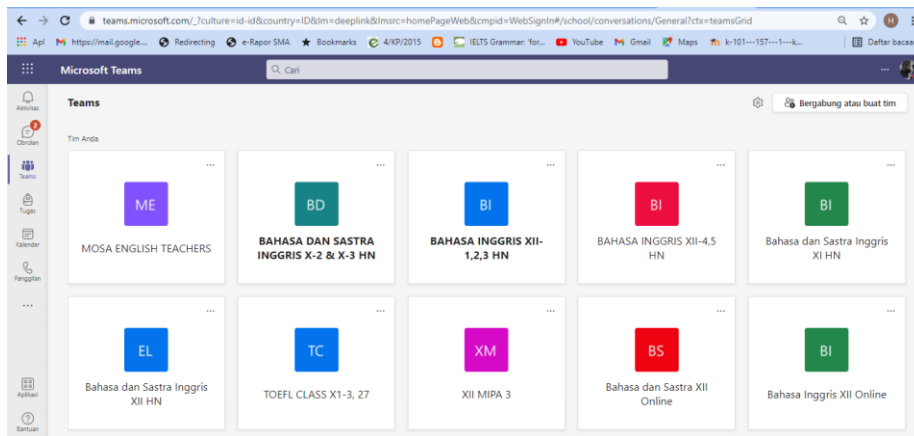 teams.microsoft.com/_?culture=id-id&country=ID&lm=deeplink&lmsrc=homePageWeb&cmpid=WebSignIn#/school/conversations/General?ctx=teamsGrid H
Apl https://mail.google.... Redirecting e-Rapor SMA Bookmarks 4/XP/2015 IELTS Grammar: 'for... YouTube Gmail Maps k-101---157---1---k... Daftar bacaan
Microsoft Teams Cari
Aktivitas
2
Obrolan
Teams
Tugas
Kalender
Panggilan
Aplikasi
Bantuan
Teams Bergabung atau buat tim
Tim Anda
ME BD BI BI BI
MOSA ENGLISH TEACHERS
BAHASA DAN SASTRA
INGGRIS X-2 & X-3 HN
BAHASA INGGRIS XII-
1,2,3 HN
BAHASA INGGRIS XII-4,5
HN
Bahasa dan Sastra Inggris
XI HN
EL TC XM BS BI
Bahasa dan Sastra Inggris
XII HN
TOEFL CLASS X1-3, 27
XII MIPA 3
Bahasa dan Sastra XII
Online
Bahasa Inggris XII Online